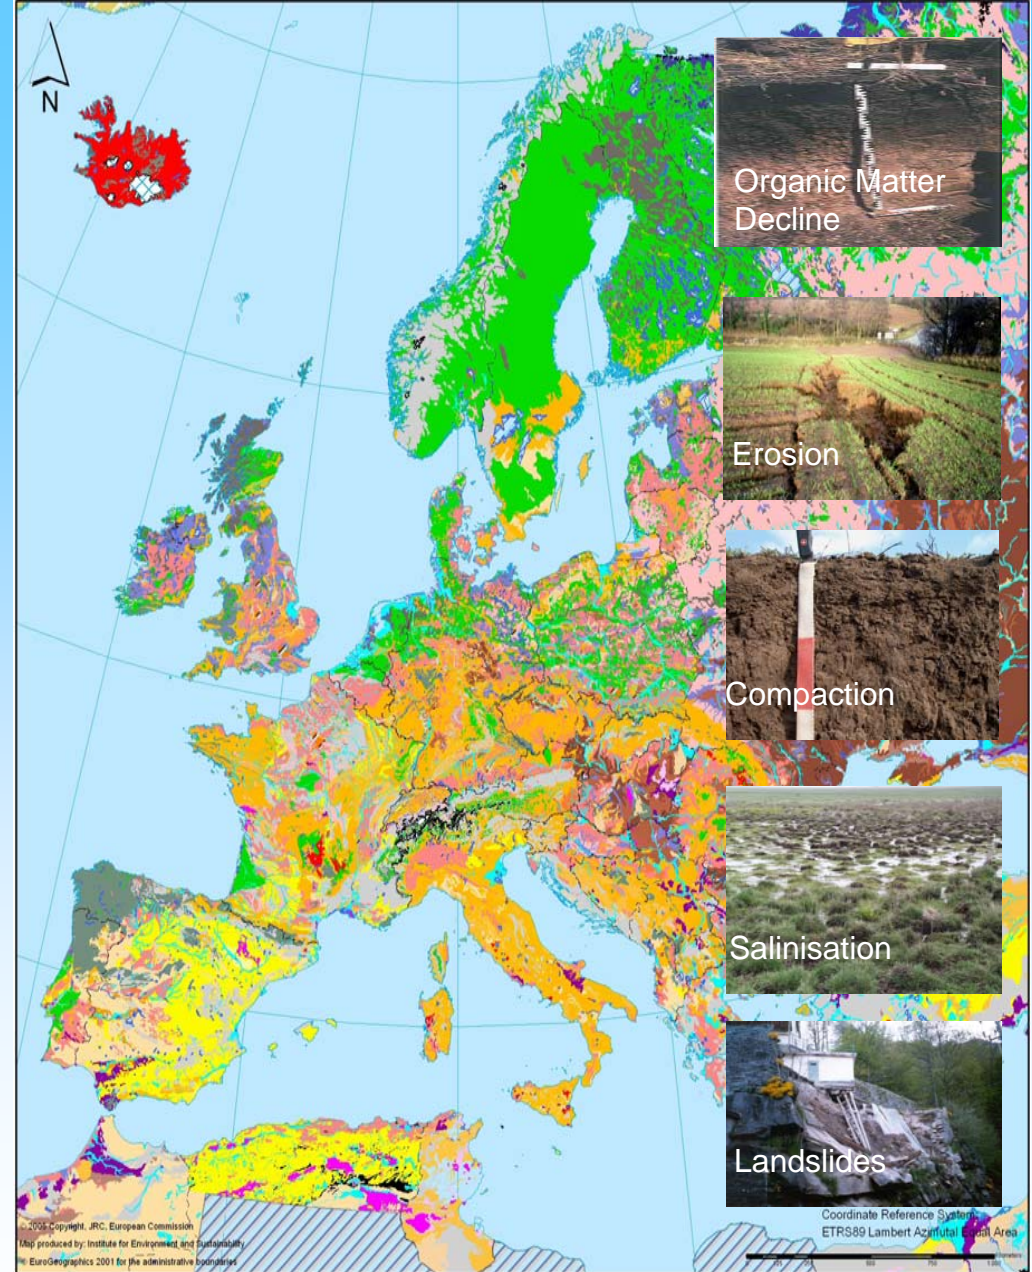 N
Organic Matter
Decline
Erosion
Compaction
Salinisation
Landslides
Coordinate Reference System
ETRS89 Lambert Azimutal Equal Area
© 2005 Copyright, JRC, European Commission
Map produced by: Institute for Environment and Sustainability
© EuroGeographics 2001 for the administrative boundaries